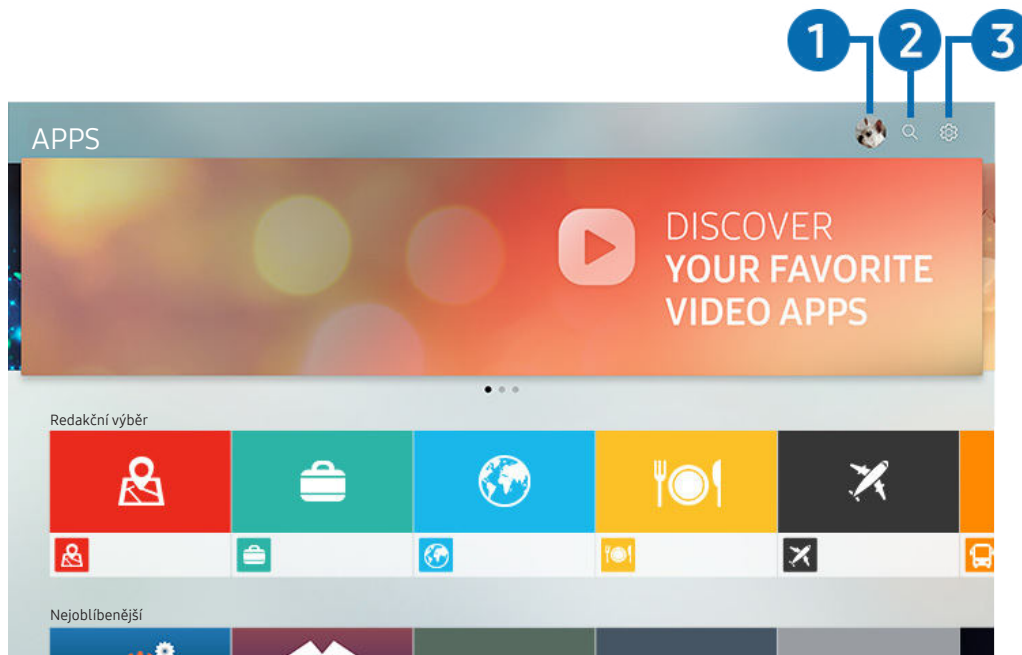 1 2 3
APPS
DISCOVER
YOUR FAVORITE
VIDEO APPS
Redakční výběr
Nejoblíbenější